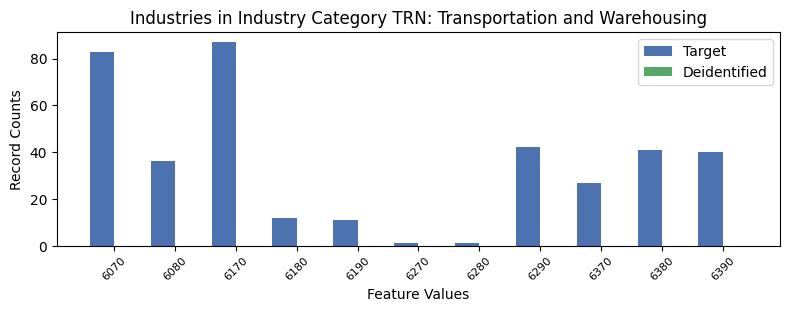 Industries in Industry Category TRN: Transportation and Warehousing
Target
Deidentified
Record Counts
80
60
40
20
0
6070 6080 6170 6180 6190 6270 6280 6290 6370 6380 6390
Feature Values